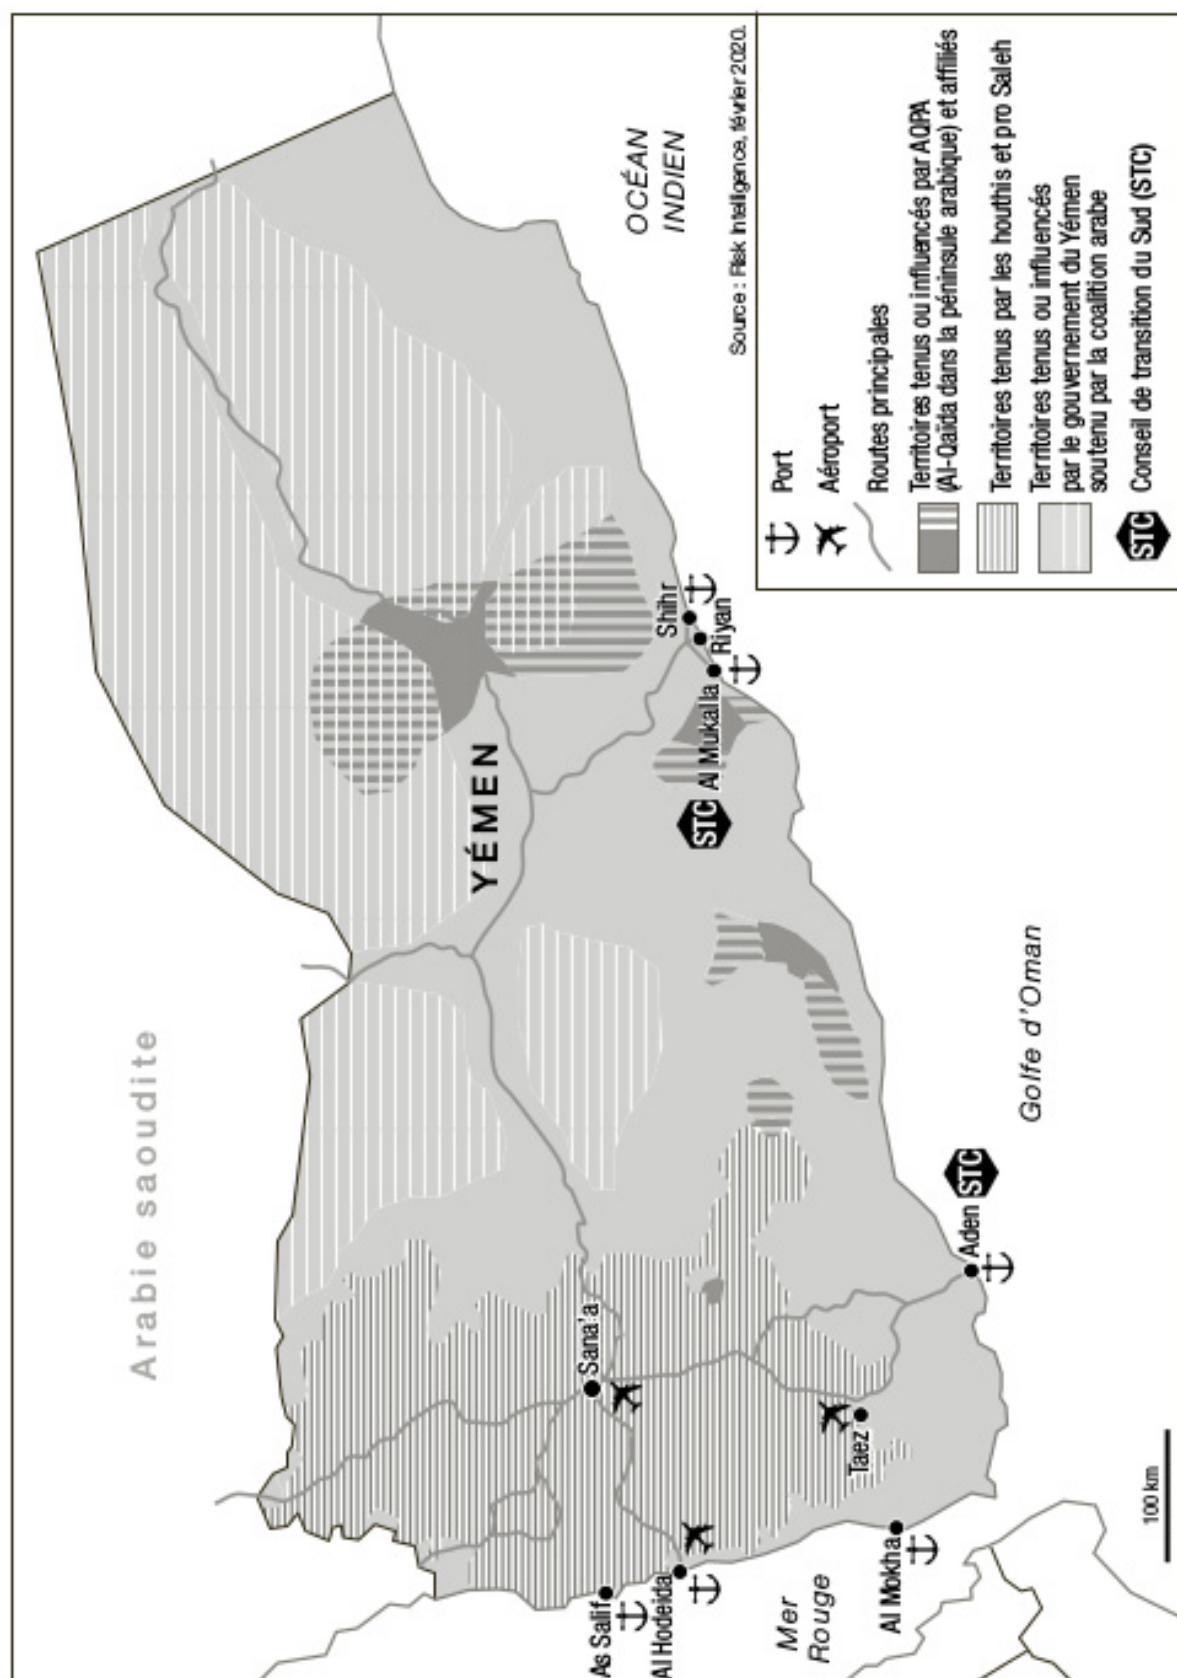 Arabie saoudite
YÉMEN
OCÉAN
INDIEN
Golfe d'Oman
Mer
Rouge
Sana'a
As Salif
Al Hodeida
Taez
Al Mokha
Aden
STC
STC
Al Mukalla
Riyan
Shihr
100 km
Source : Risk Intelligence, février 2020.
Port
Aéroport
Routes principales
Territoires tenus ou influencés par AQPA
(Al-Qaïda dans la péninsule arabique) et affiliés
Territoires tenus par les houthis et pro Saleh
Territoires tenus ou influencés
par le gouvernement du Yémen
soutenu par la coalition arabe
STC
Conseil de transition du Sud (STC)